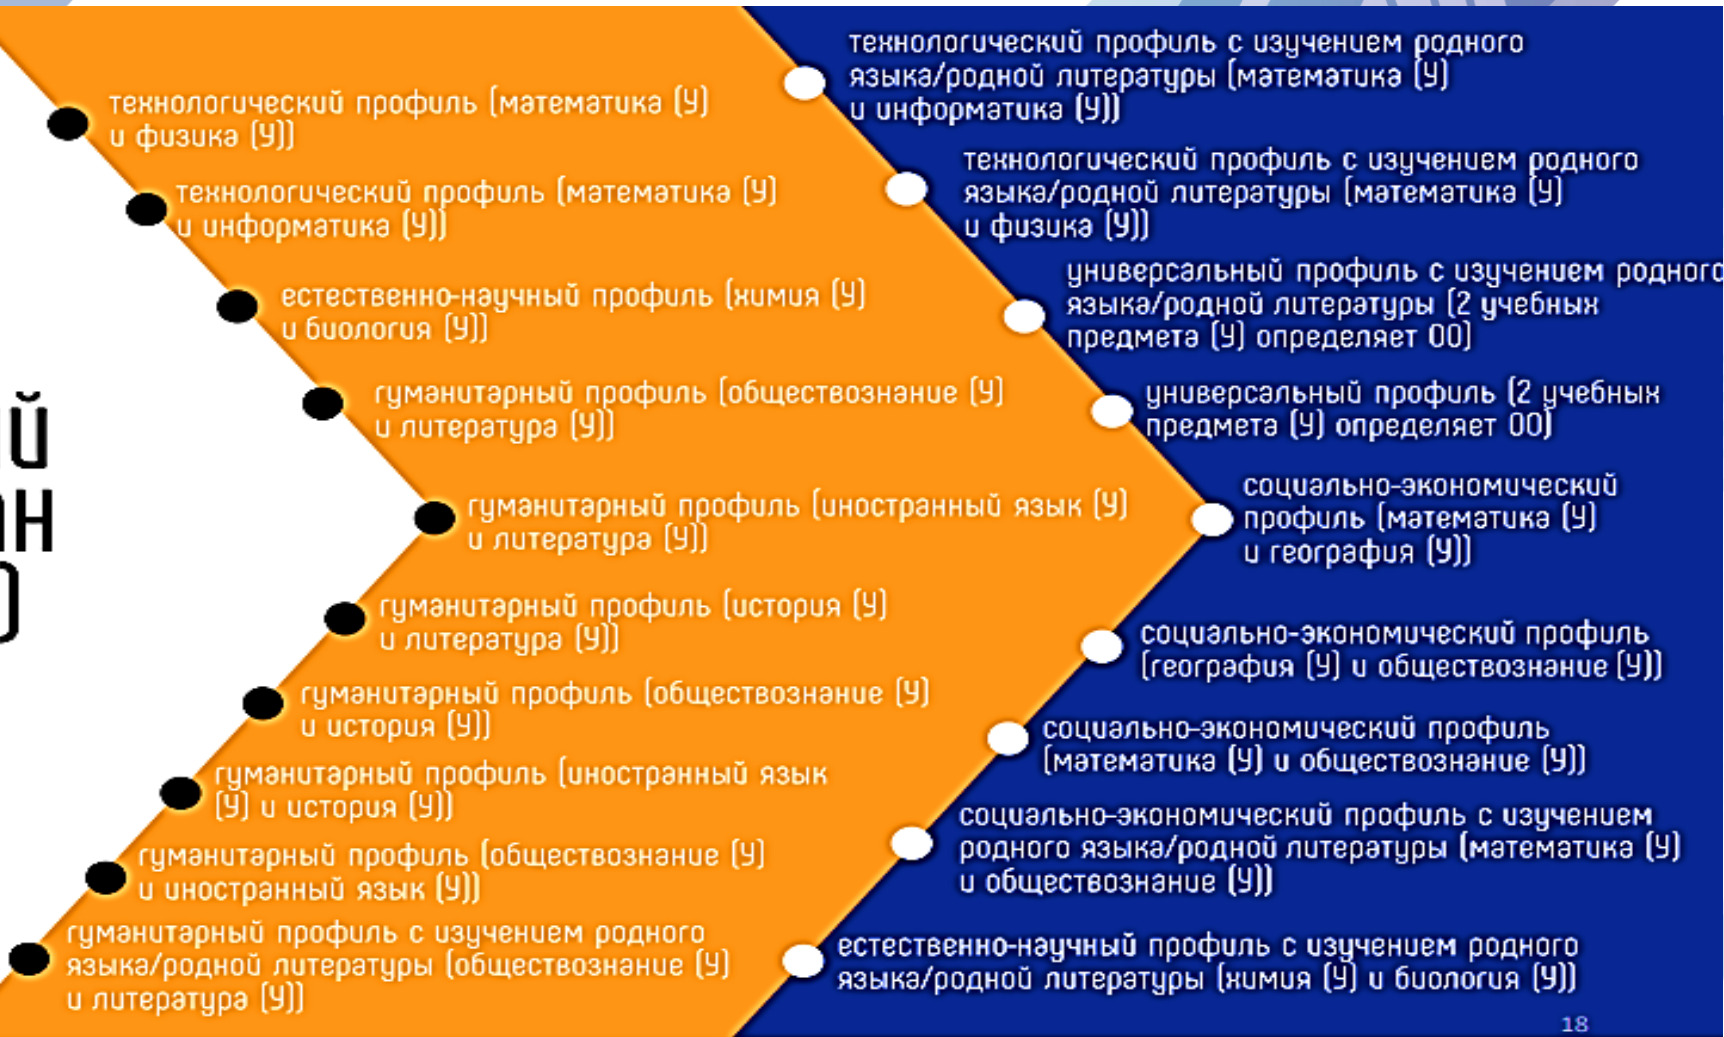 ый
ан
)
технологический профиль (математика (У)
и физика (У))
технологический профиль (математика (У)
и информатика (У))
естественно-научный профиль (химия (У)
и биология (У))
гуманитарный профиль (обществознание (У)
и литература (У))
гуманитарный профиль (иностранный язык (У)
и литература (У))
гуманитарный профиль (история (У)
и литература (У))
гуманитарный профиль (обществознание (У)
и история (У))
гуманитарный профиль (иностранный язык
(У) и история (У))
гуманитарный профиль (обществознание (У)
и иностранный язык (У))
гуманитарный профиль с изучением родного
языка/родной литературы (обществознание (У)
и литература (У))
технологический профиль с изучением родного
языка/родной литературы (математика (У)
и информатика (У))
технологический профиль с изучением родного
языка/родной литературы (математика (У)
и физика (У))
универсальный профиль с изучением родного
языка/родной литературы (2 учебных
предмета (У) определяет ОО)
универсальный профиль (2 учебных
предмета (У) определяет ОО)
социально-экономический
профиль (математика (У)
и география (У))
социально-экономический профиль
(география (У) и обществознание (У))
социально-экономический профиль
(математика (У) и обществознание (У))
социально-экономический профиль с изучением
родного языка/родной литературы (математика (У)
и обществознание (У))
естественно-научный профиль с изучением родного
языка/родной литературы (химия (У) и биология (У))
18